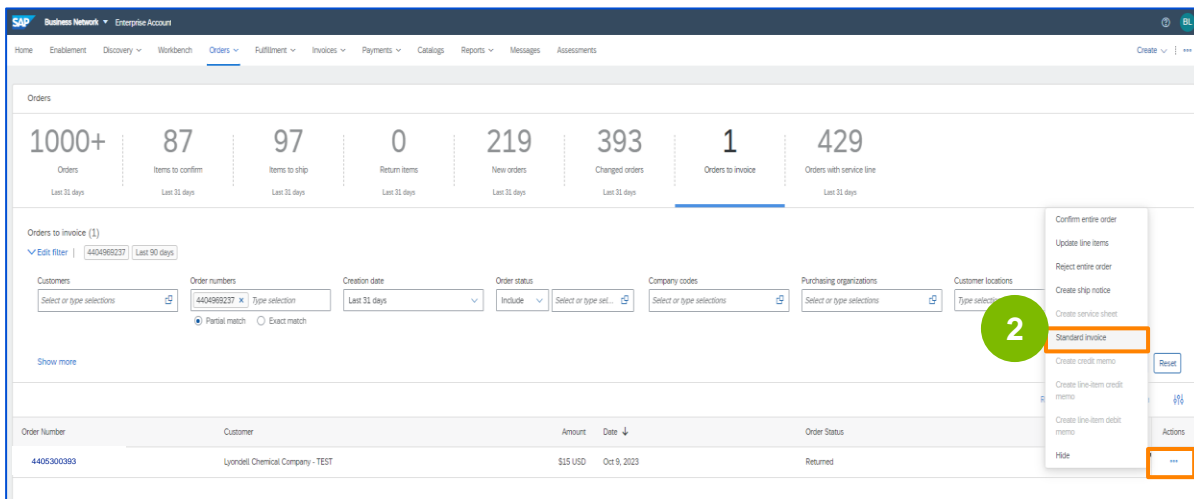 SAP Business Network Enterprise Account BL
Home Enablement Discovery Workbench Orders Fulfillment Invoices Payments Catalogs Reports Messages Assessments Create
Orders
1000+ 87 97 0 219 393 1 429
Orders Items to confirm Items to ship Return items New orders Changed orders Orders to invoice Orders with service line
Last 31 days Last 31 days Last 31 days Last 31 days Last 31 days Last 31 days Last 31 days
Orders to invoice (1)
Edit filter 4404969237 Last 90 days
Customers Order numbers Creation date Order status Company codes Purchasing organizations Customer locations
Select or type selections 4404969237 × Type selection Last 31 days Include Select or type sel... Select or type selections Select or type selections Type selection
Partial match Exact match
Show more
Confirm entire order
Update line items
Reject entire order
Create ship notice
Create service sheet
2 Standard invoice
Create credit memo
Create line-item credit
memo
Create line-item debit
memo
Hide
Reset
Order Number Customer Amount Date ↓ Order Status Actions
4405300393 Lyondell Chemical Company - TEST $15 USD Oct 9, 2023 Returned ...